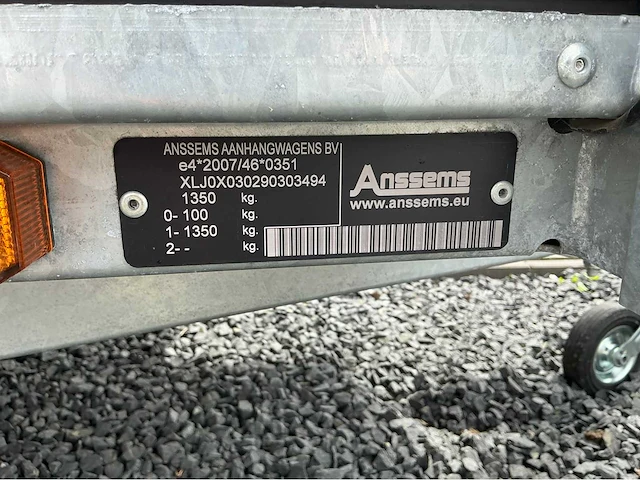 ANSSEMS AANHANGWAGENS BV
e4*2007/46*0351
XLJ0X030290303494
1350 kg.
0- 100 kg.
1- 1350 kg.
2- - kg.
Anssems
www.anssems.eu